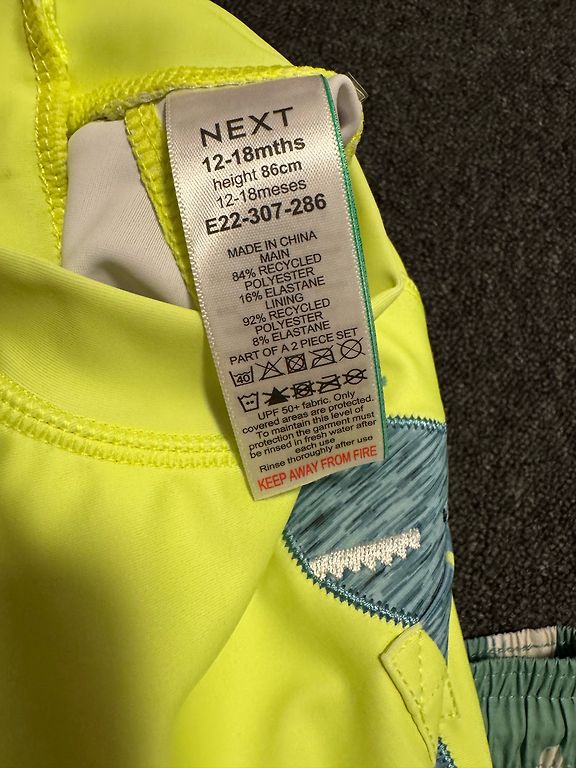 NEXT
12-18mths
height 86cm
12-18meses
E22-307-286
MADE IN CHINA
MAIN
84% RECYCLED
POLYESTER
16% ELASTANE
LINING
92% RECYCLED
POLYESTER
8% ELASTANE
PART OF A 2 PIECE SET
40
UPF 50+ fabric. Only
covered areas are protected.
To maintain this level of
protection the garment must
be rinsed in fresh water after
each use
Rinse thoroughly after use
KEEP AWAY FROM FIRE